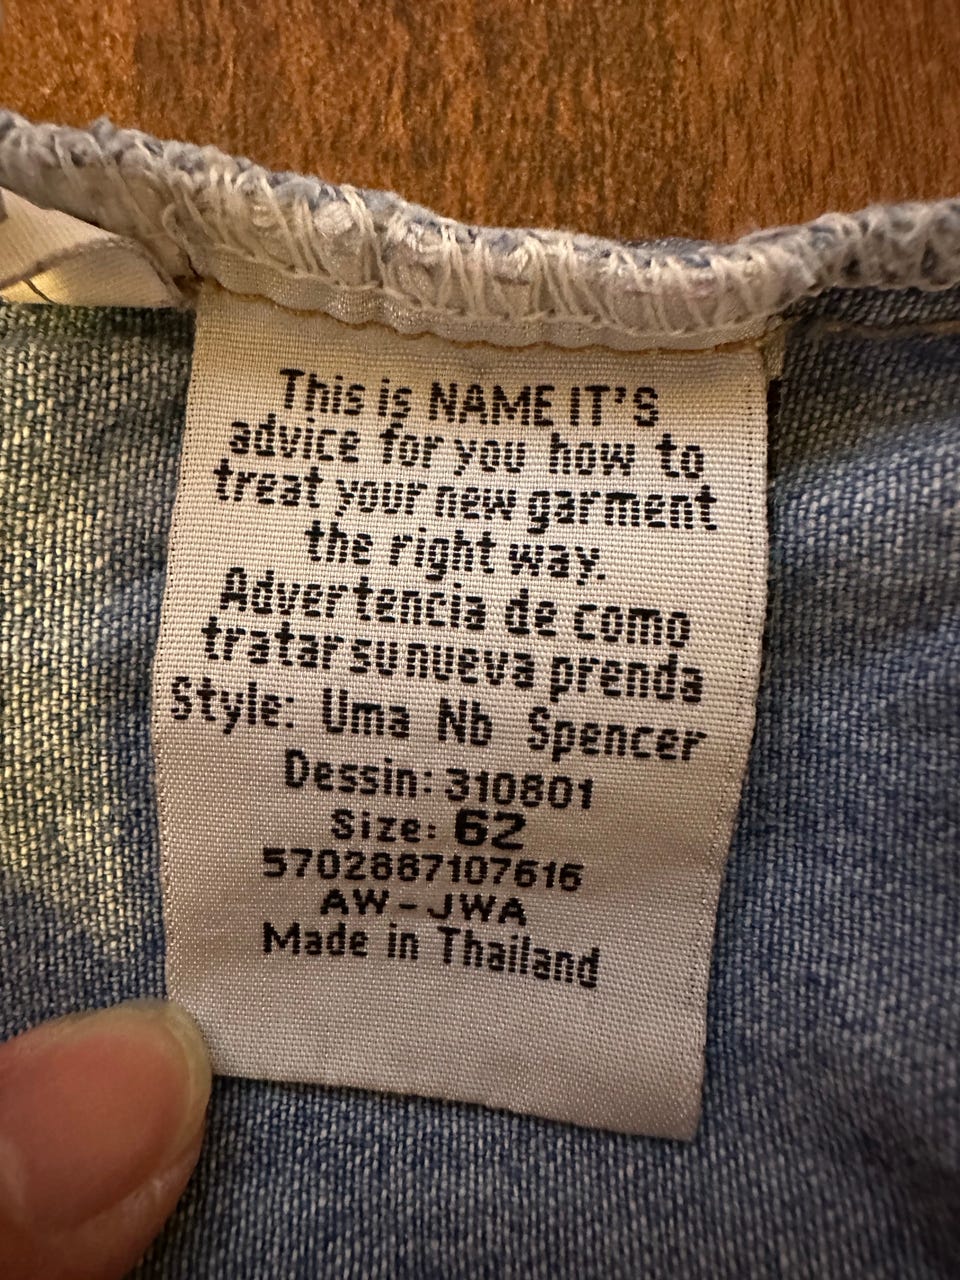 This is NAME IT'S
advice for you how to
treat your new garment
the right way.
Advertencia de como
tratar su nueva prenda
Style: Uma Nb Spencer
Dessin: 310801
Size: 62
5702887107616
AW-JWA
Made in Thailand